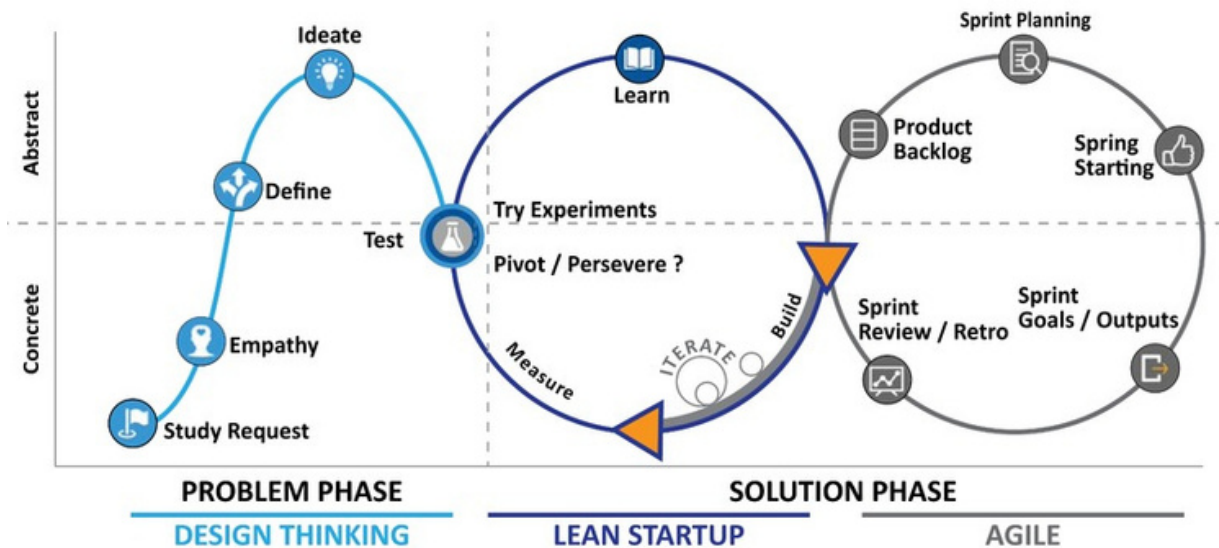 Abstract
Concrete
Ideate
Define
Empathy
Study Request
Test
Learn
Try Experiments
Pivot / Persevere ?
Measure
ITERATE
Build
Sprint Planning
Product
Backlog
Spring
Starting
Sprint
Review / Retro
Sprint
Goals / Outputs
PROBLEM PHASE
DESIGN THINKING
SOLUTION PHASE
LEAN STARTUP
AGILE